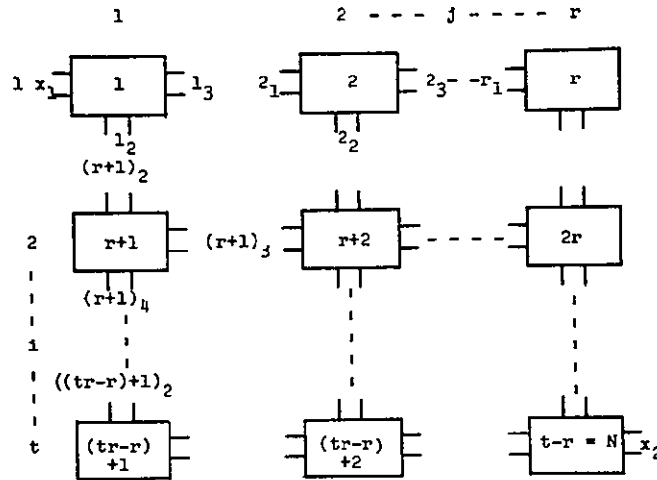 1 2 j r
1 x₁ 1 1₃ 2₁ 2 2₃ r₁ r
1₂ 2₂
(r+1)₂
2 r+1 (r+1)₃ r+2 2r
(r+1)₄
i
((tr-r)+1)₂
t (tr-r) (tr-r) t-r = N x₂
+1 +2